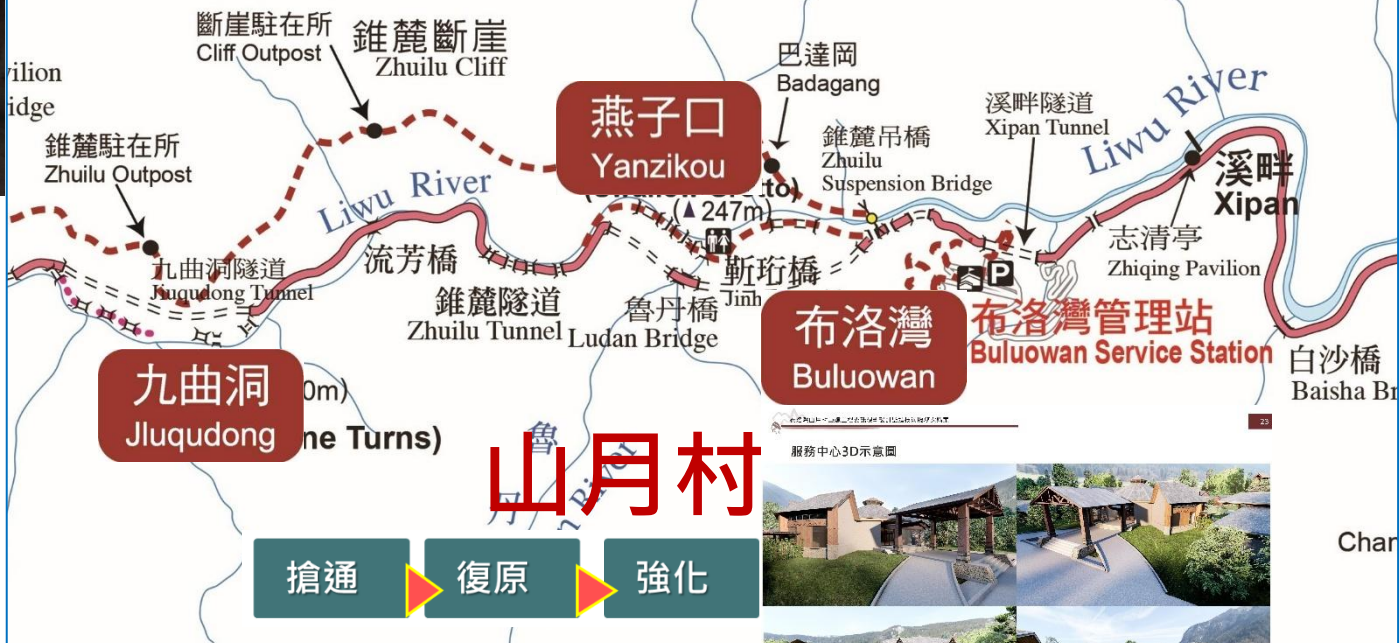 斷崖駐在所
Cliff Outpost
錐麓斷崖
Zhuilu Cliff
ilion
idge
錐麓駐在所
Zhuilu Outpost
Liwu River
燕子口
Yanzikou
(▲247m)
巴達岡
Badagang
錐麓吊橋
Zhuilu
Suspension Bridge
溪畔隧道
Xipan Tunnel
Liwu River
溪畔
Xipan
志清亭
Zhiqing Pavilion
九曲洞隧道
Jiuqudong Tunnel
流芳橋
錐麓隧道
Zhuilu Tunnel
魯丹橋
Ludan Bridge
靳珩橋
Jinh
P
布洛灣
Buluowan
布洛灣管理站
Buluowan Service Station
白沙橋
Baisha Br
九曲洞
Jluqudong
0m)
ne Turns)
魯
丹
n River
山月村
搶通
復原
強化
23
服務中心3D示意圖
Char